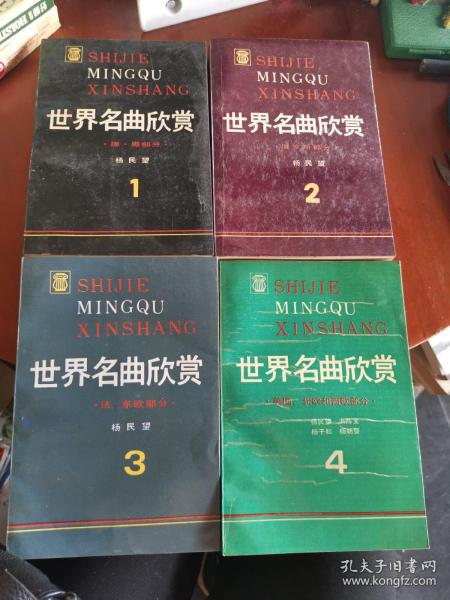 SHIJIE
MINGQU
XINSHANG
世界名曲欣赏
·德、奥部分·
杨民望
1
SHIJIE
MINGQU
XINSHANG
世界名曲欣赏
杨民望
2
SHIJIE
MINGQU
XINSHANG
世界名曲欣赏
·法、东欧部分·
杨民望
3
SHIJIE
MINGQU
XINSHANG
世界名曲欣赏
4
孔夫子旧书网
www.kongfz.com